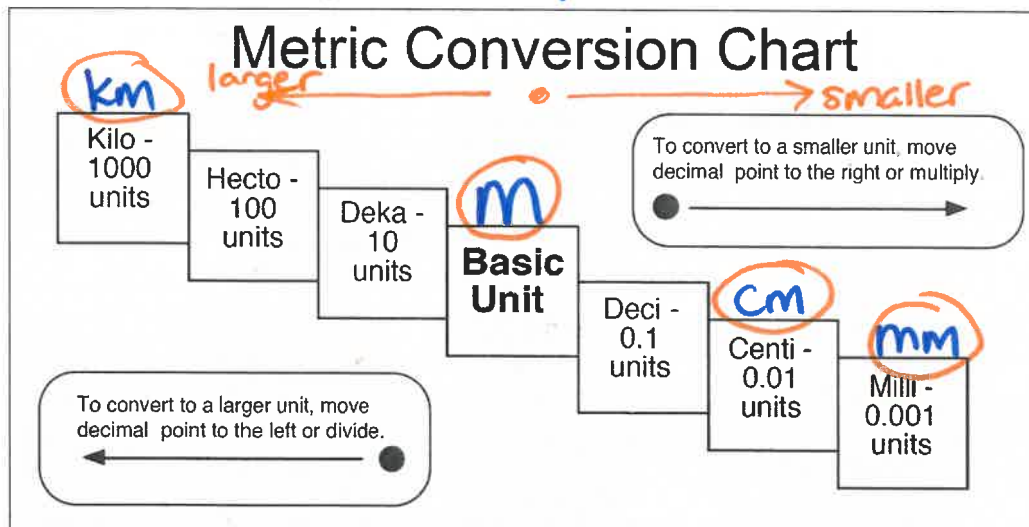 Metric Conversion Chart
km
larger
smaller
Kilo -
1000
units
Hecto -
100
units
Deka -
10
units
m
Basic
Unit
To convert to a smaller unit, move
decimal point to the right or multiply.
Deci -
0.1
units
cm
Centi -
0.01
units
mm
Milli -
0.001
units
To convert to a larger unit, move
decimal point to the left or divide.